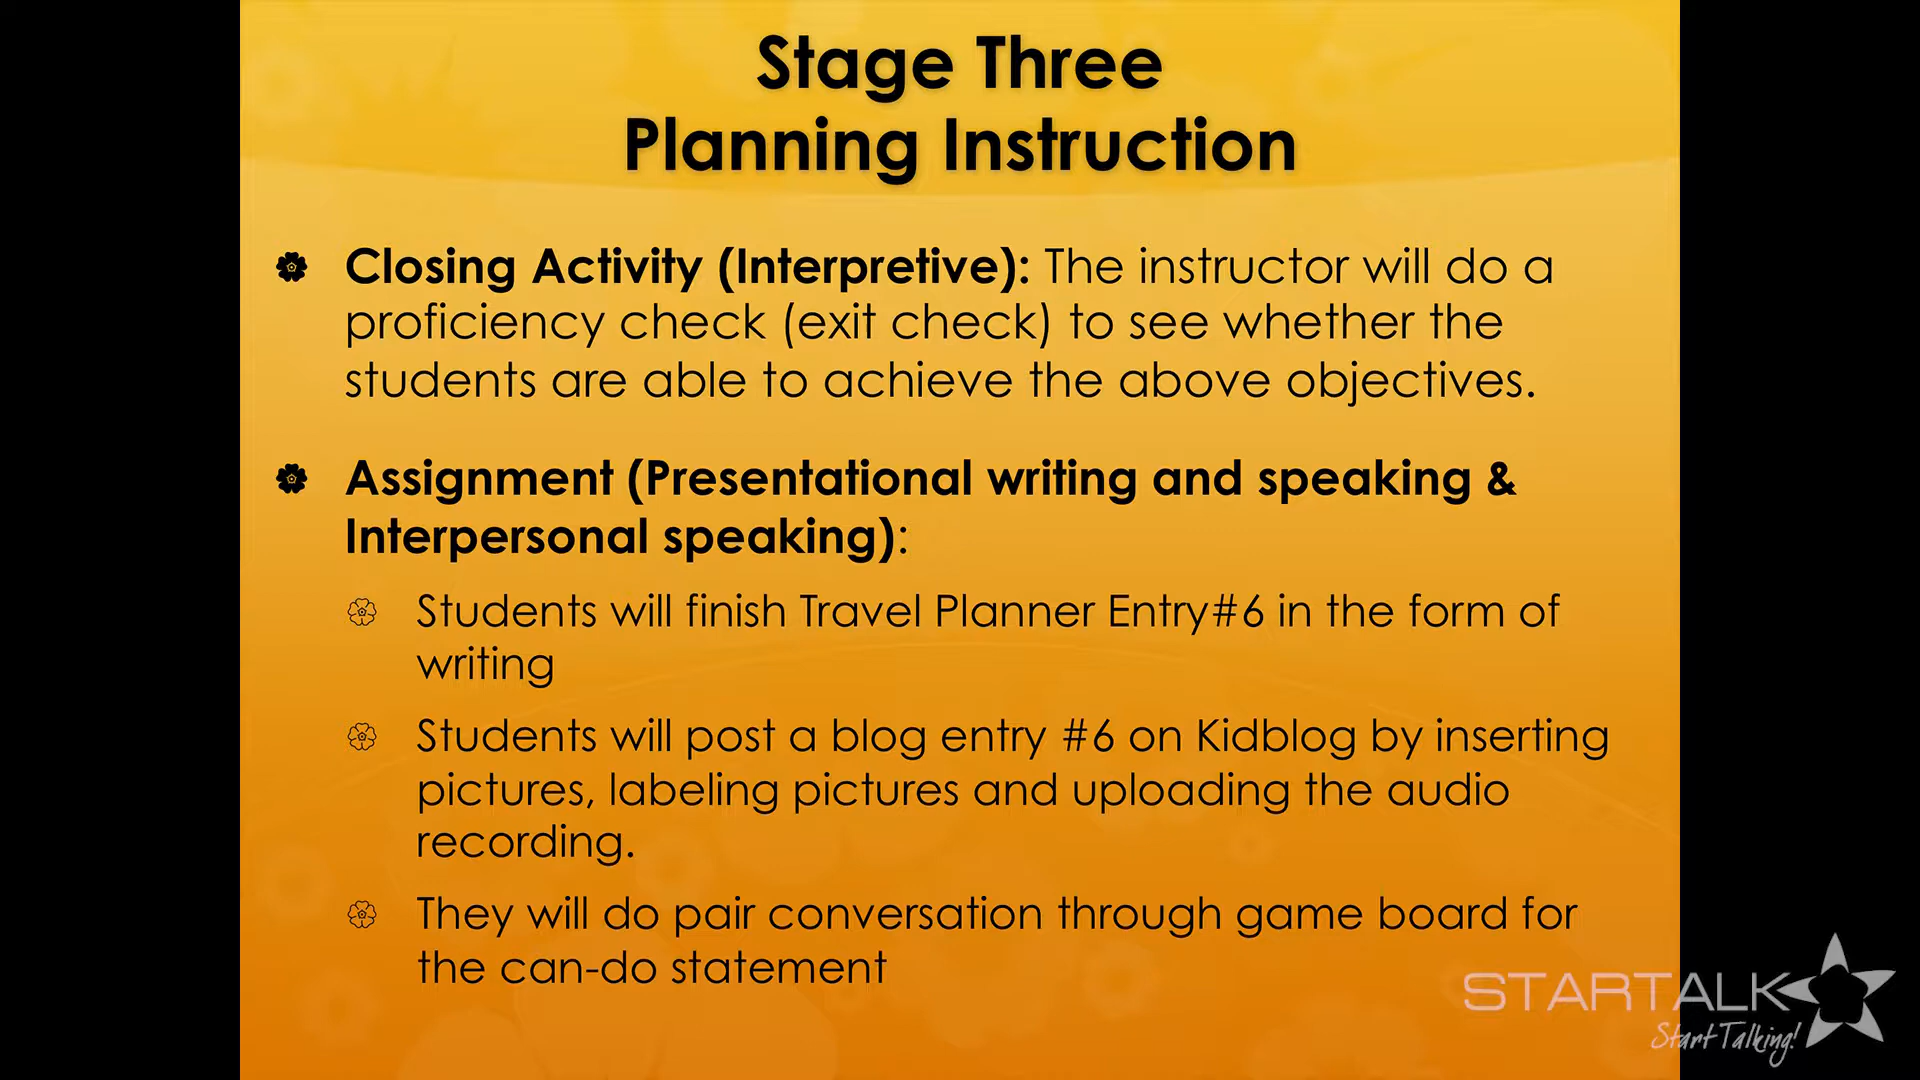 Stage Three
Planning Instruction
Closing Activity (Interpretive): The instructor will do a
proficiency check (exit check) to see whether the
students are able to achieve the above objectives.
Assignment (Presentational writing and speaking &
Interpersonal speaking):
Students will finish Travel Planner Entry#6 in the form of
writing
Students will post a blog entry #6 on Kidblog by inserting
pictures, labeling pictures and uploading the audio
recording.
They will do pair conversation through game board for
the can-do statement
STARTALK
Start Talking!